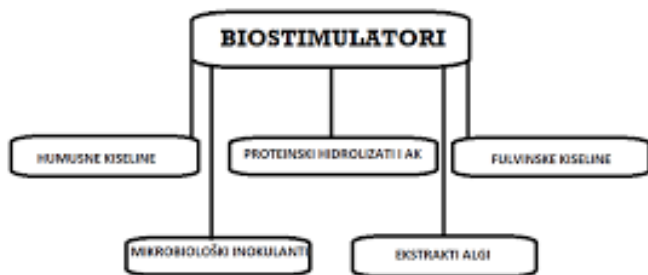 BIOSTIMULATORI
HUMUSNE KISELINE
PROTEINSKI HIDROLIZATI I AK
FULVINSKE KISELINE
MIKROBIOLOŠKI INOKULANTI
EKSTRAKTI ALGI